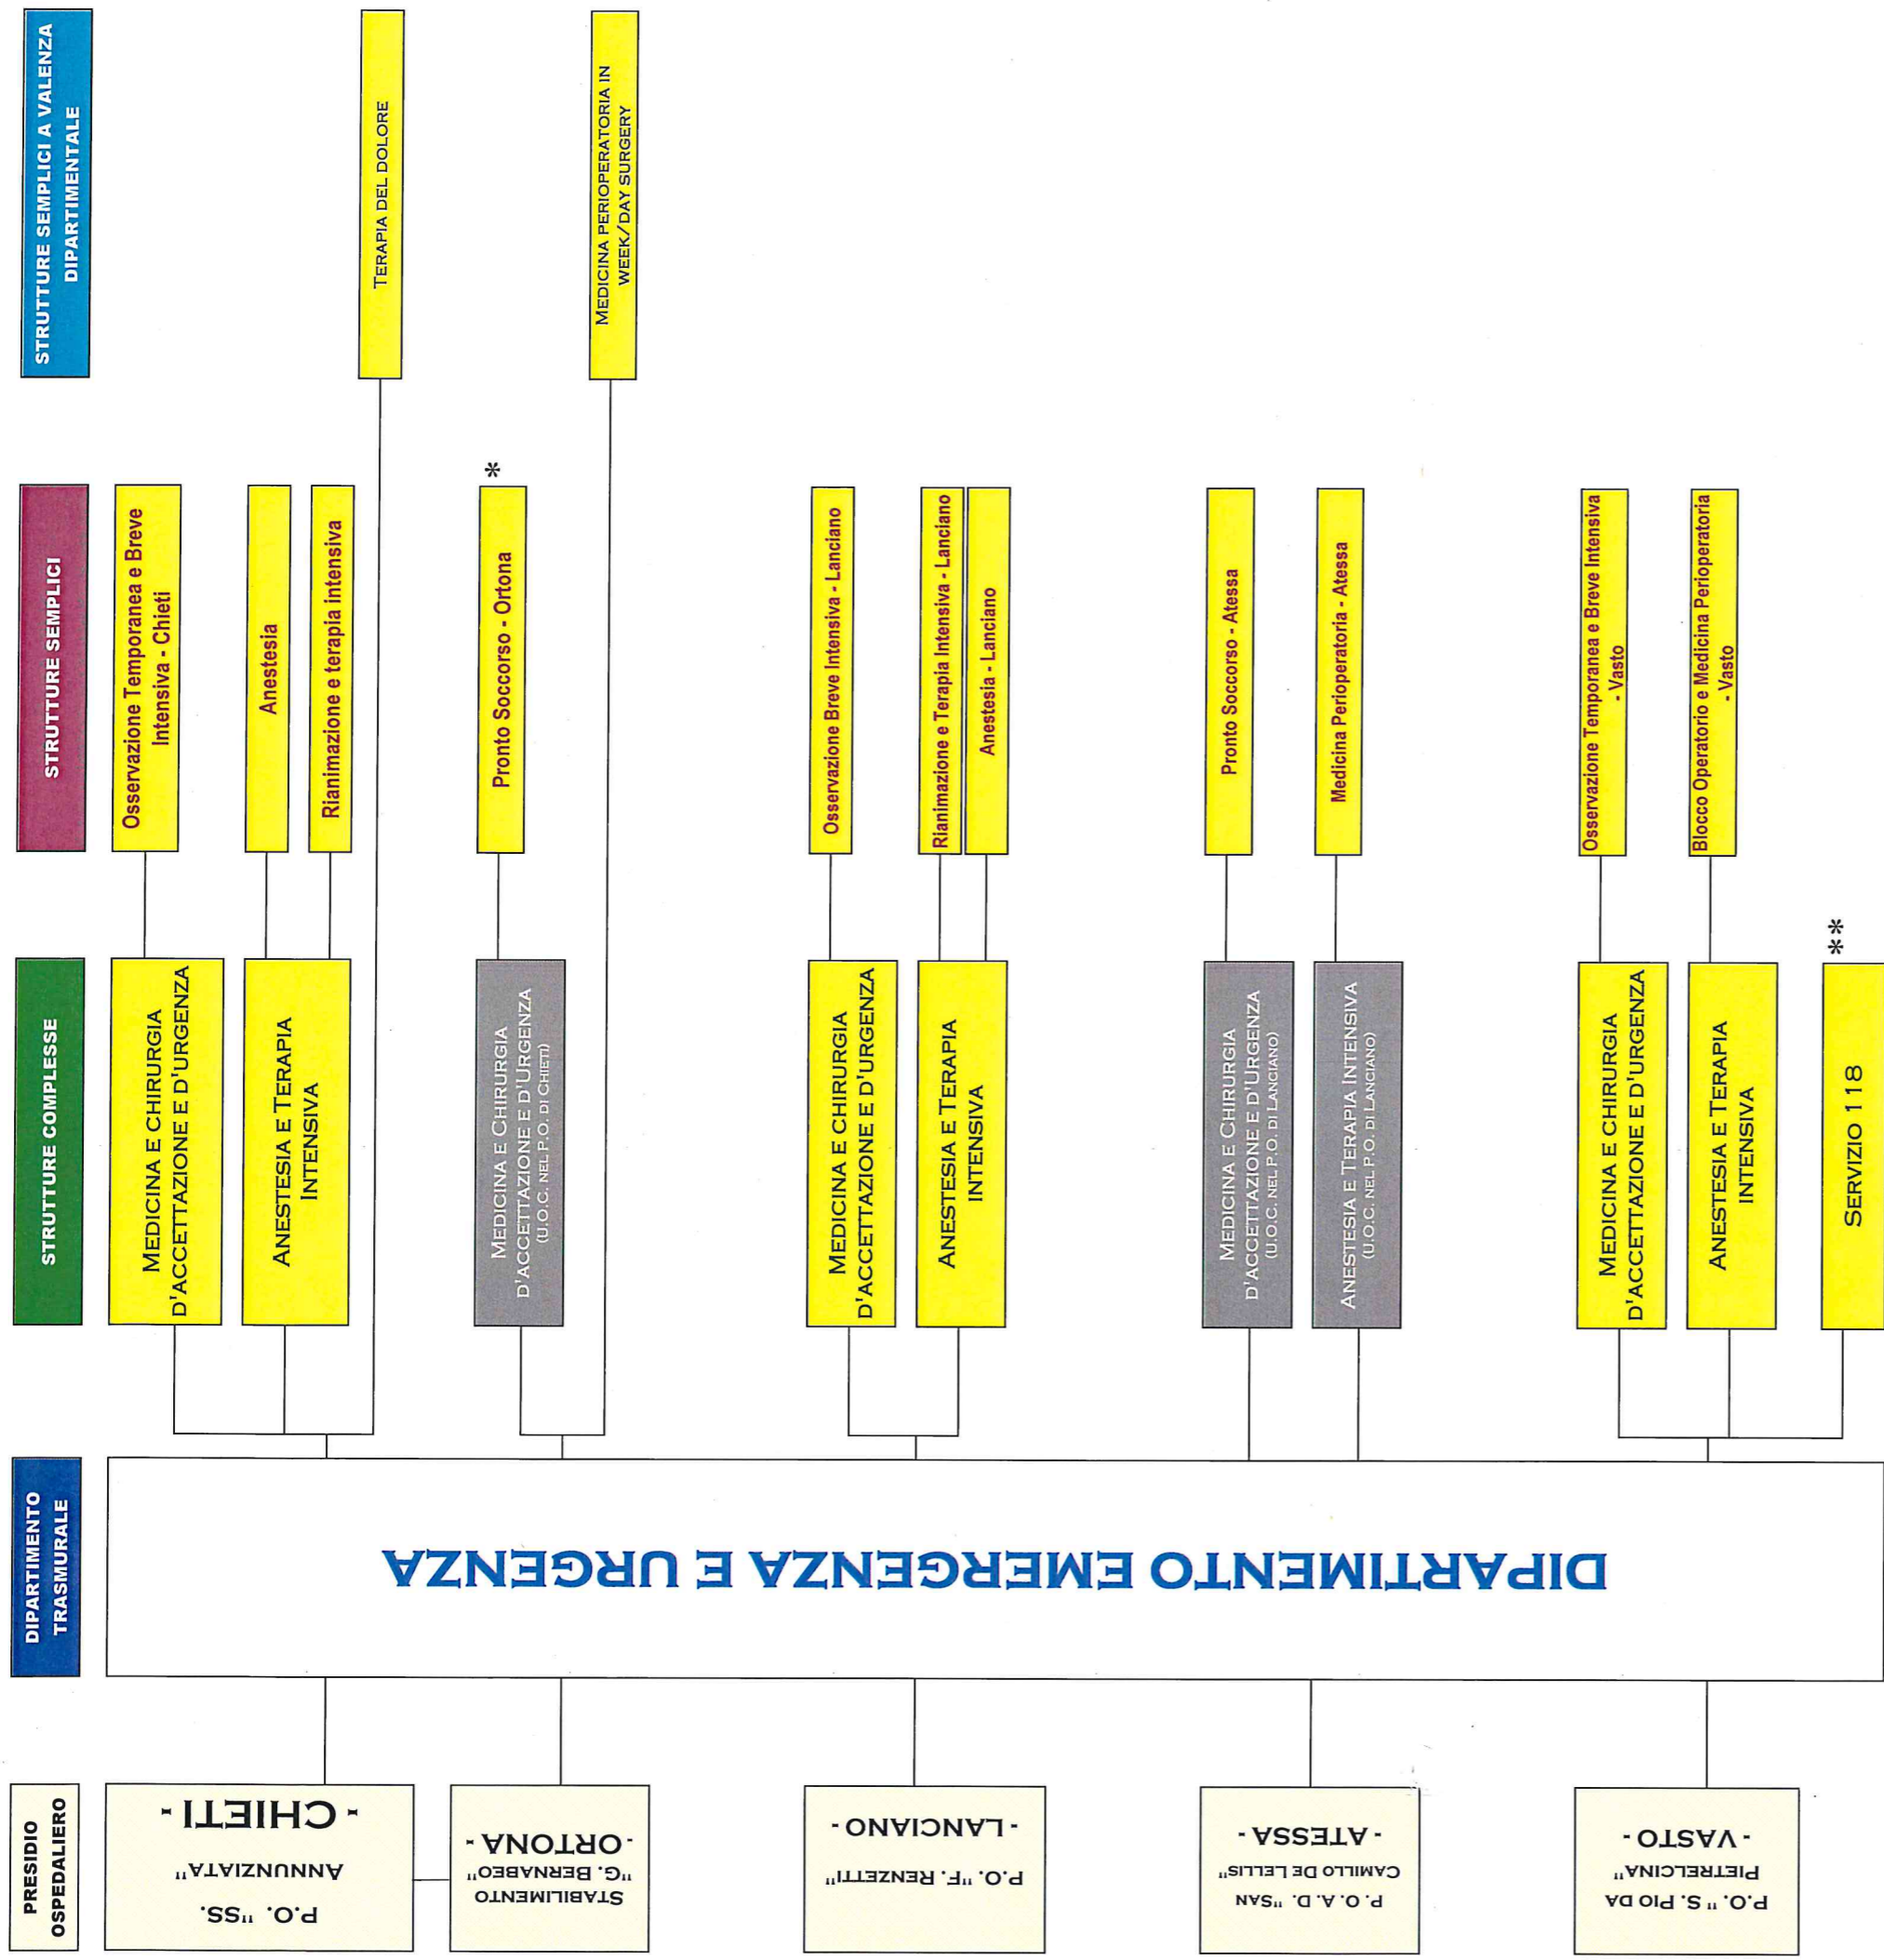 PRESIDIO
OSPEDALIERO
DIPARTIMENTO
TRASMURALE
STRUTTURE COMPLESSE
STRUTTURE SEMPLICI
STRUTTURE SEMPLICI A VALENZA
DIPARTIMENTALE
P.O. "SS.
ANNUNZIATA"
- CHIETI -
STABILIMENTO
"G. BERNABEO"
- ORTONA -
P.O. "F. RENZETTI"
- LANCIANO -
P.O.A.D. "SAN
CAMILLO DE LELLIS"
- ATESSA -
P.O. "S. PIO DA
PIETRELCINA"
- VASTO -
DIPARTIMENTO EMERGENZA E URGENZA
MEDICINA E CHIRURGIA
D'ACCETTAZIONE E D'URGENZA
Osservazione Temporanea e Breve
Intensiva - Chieti
ANESTESIA E TERAPIA
INTENSIVA
Anestesia
Rianimazione e terapia intensiva
TERAPIA DEL DOLORE
MEDICINA E CHIRURGIA
D'ACCETTAZIONE E D'URGENZA
(U.O.C. NEL P.O. DI CHIETI)
Pronto Soccorso - Ortona
*
MEDICINA PERIOPERATORIA IN
WEEK/DAY SURGERY
MEDICINA E CHIRURGIA
D'ACCETTAZIONE E D'URGENZA
Osservazione Breve Intensiva - Lanciano
ANESTESIA E TERAPIA
INTENSIVA
Rianimazione e Terapia Intensiva - Lanciano
Anestesia - Lanciano
MEDICINA E CHIRURGIA
D'ACCETTAZIONE E D'URGENZA
(U.O.C. NEL P.O. DI LANCIANO)
Pronto Soccorso - Atessa
ANESTESIA E TERAPIA INTENSIVA
(U.O.C. NEL P.O. DI LANCIANO)
Medicina Perioperatoria - Atessa
MEDICINA E CHIRURGIA
D'ACCETTAZIONE E D'URGENZA
Osservazione Temporanea e Breve Intensiva
- Vasto
ANESTESIA E TERAPIA
INTENSIVA
Blocco Operatorio e Medicina Perioperatoria
- Vasto
SERVIZIO 118
**